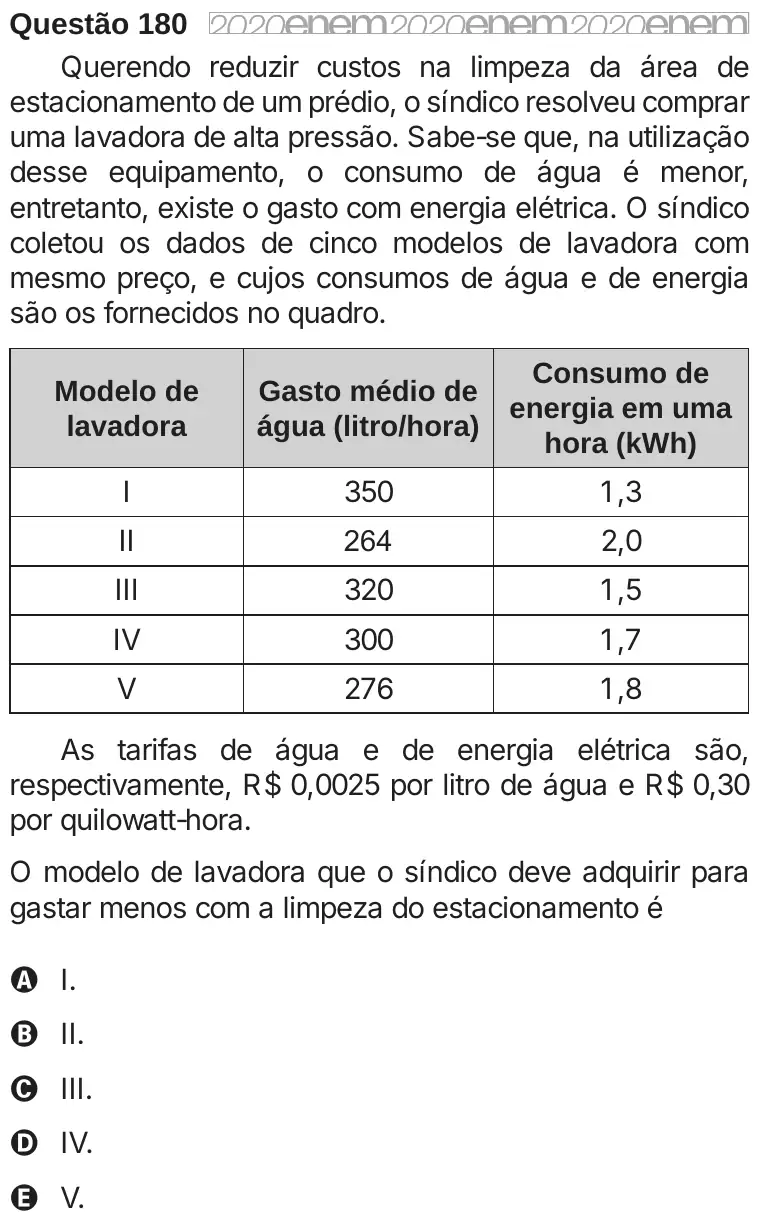 Questão 180 2020enem2020enem2020enem
Querendo reduzir custos na limpeza da área de
estacionamento de um prédio, o síndico resolveu comprar
uma lavadora de alta pressão. Sabe-se que, na utilização
desse equipamento, o consumo de água é menor,
entretanto, existe o gasto com energia elétrica. O síndico
coletou os dados de cinco modelos de lavadora com
mesmo preço, e cujos consumos de água e de energia
são os fornecidos no quadro.
Modelo de lavadora Gasto médio de água (litro/hora) Consumo de energia em uma hora (kWh)
I 350 1,3
II 264 2,0
III 320 1,5
IV 300 1,7
V 276 1,8
As tarifas de água e de energia elétrica são,
respectivamente, R$ 0,0025 por litro de água e R$ 0,30
por quilowatt-hora.
O modelo de lavadora que o síndico deve adquirir para
gastar menos com a limpeza do estacionamento é
A I.
B II.
C III.
D IV.
E V.